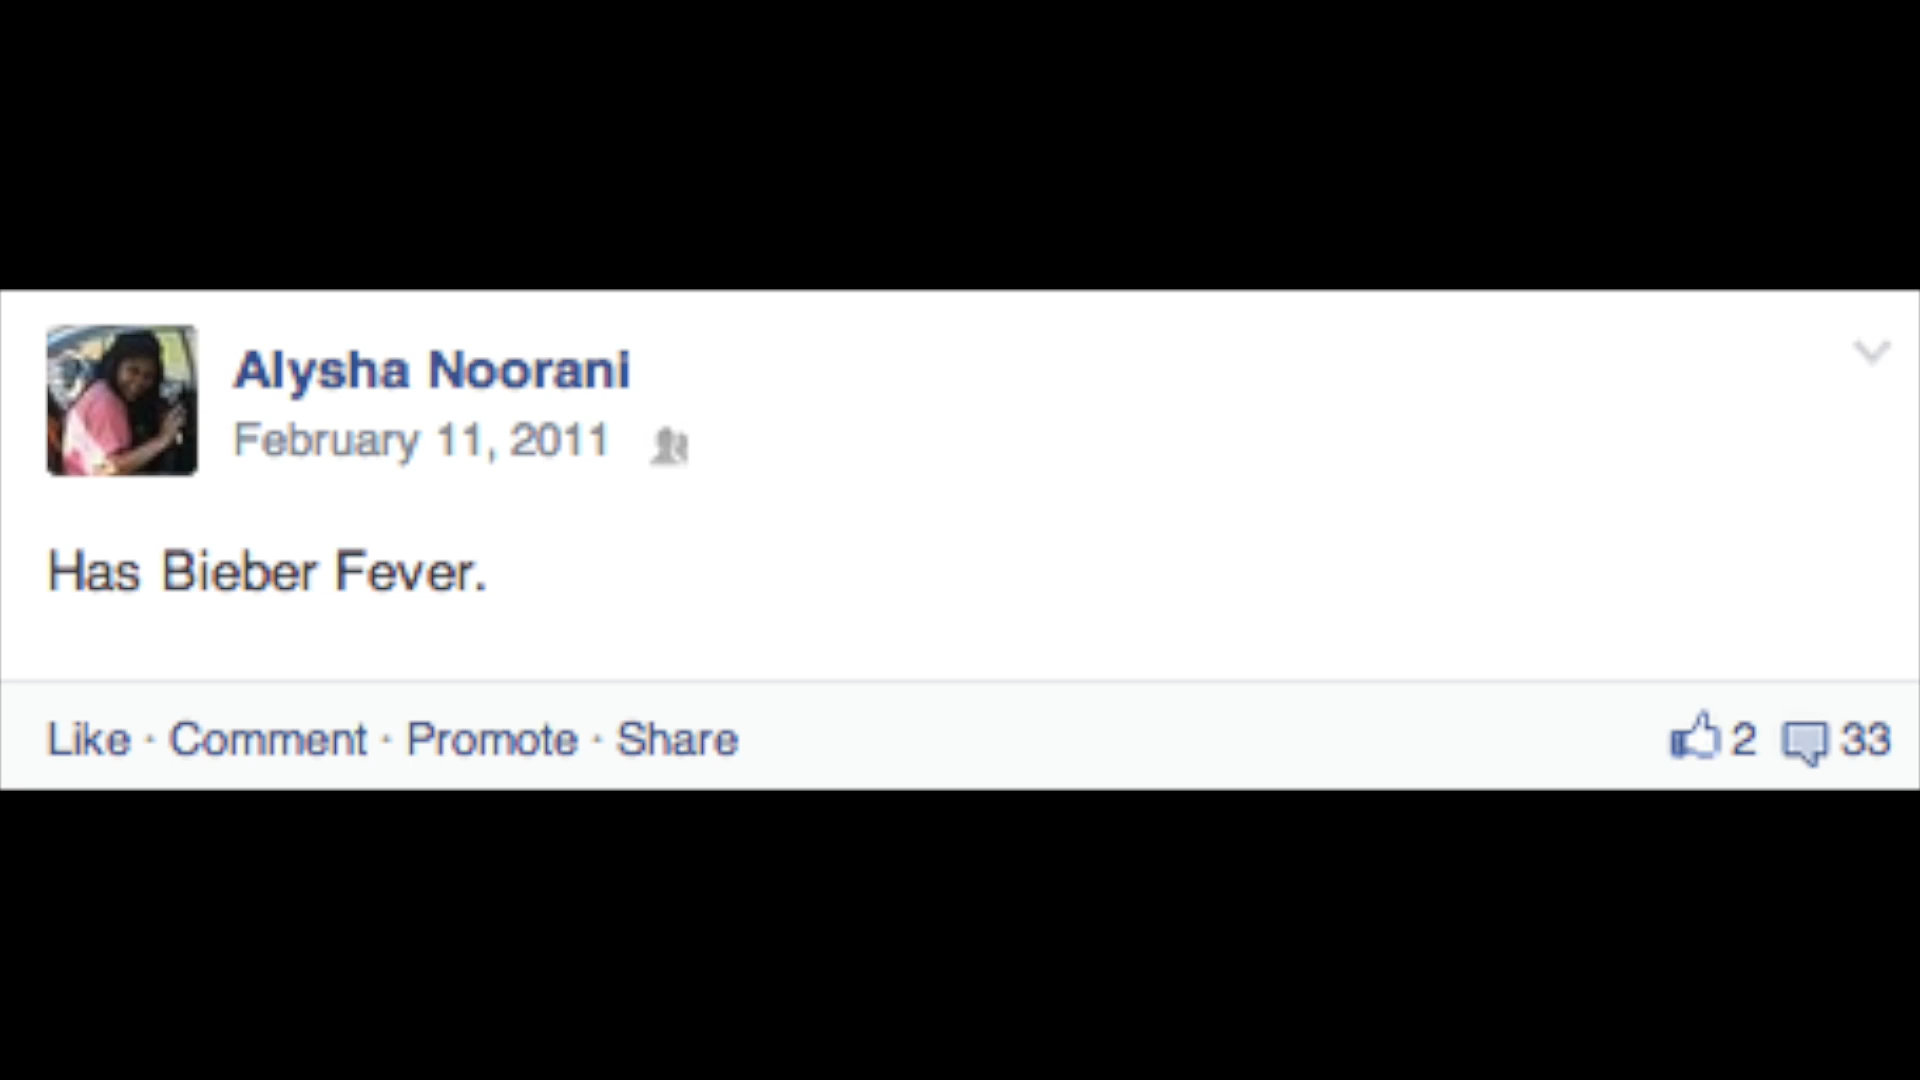 Alysha Noorani
February 11, 2011
Has Bieber Fever.
Like · Comment · Promote · Share
2 33